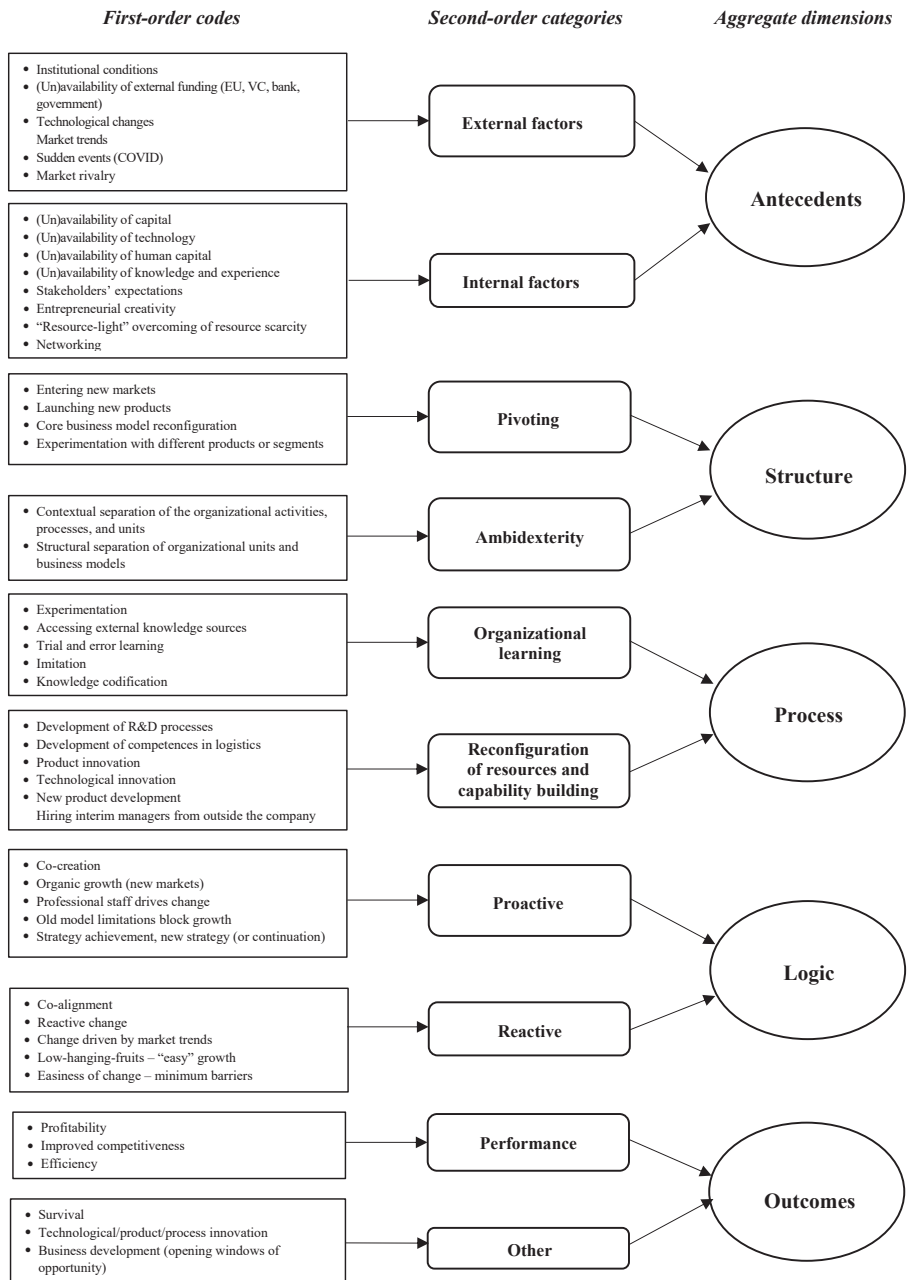 First-order codes
Second-order categories
Aggregate dimensions
• Institutional conditions
• (Un)availability of external funding (EU, VC, bank,
government)
• Technological changes
Market trends
• Sudden events (COVID)
• Market rivalry
External factors
Antecedents
• (Un)availability of capital
• (Un)availability of technology
• (Un)availability of human capital
• (Un)availability of knowledge and experience
• Stakeholders’ expectations
• Entrepreneurial creativity
• “Resource-light” overcoming of resource scarcity
• Networking
Internal factors
• Entering new markets
• Launching new products
• Core business model reconfiguration
• Experimentation with different products or segments
Pivoting
Structure
• Contextual separation of the organizational activities,
processes, and units
• Structural separation of organizational units and
business models
Ambidexterity
• Experimentation
• Accessing external knowledge sources
• Trial and error learning
• Imitation
• Knowledge codification
Organizational
learning
Process
• Development of R&D processes
• Development of competences in logistics
• Product innovation
• Technological innovation
• New product development
Hiring interim managers from outside the company
Reconfiguration
of resources and
capability building
• Co-creation
• Organic growth (new markets)
• Professional staff drives change
• Old model limitations block growth
• Strategy achievement, new strategy (or continuation)
Proactive
Logic
• Co-alignment
• Reactive change
• Change driven by market trends
• Low-hanging-fruits – “easy” growth
• Easiness of change – minimum barriers
Reactive
• Profitability
• Improved competitiveness
• Efficiency
Performance
Outcomes
• Survival
• Technological/product/process innovation
• Business development (opening windows of
opportunity)
Other